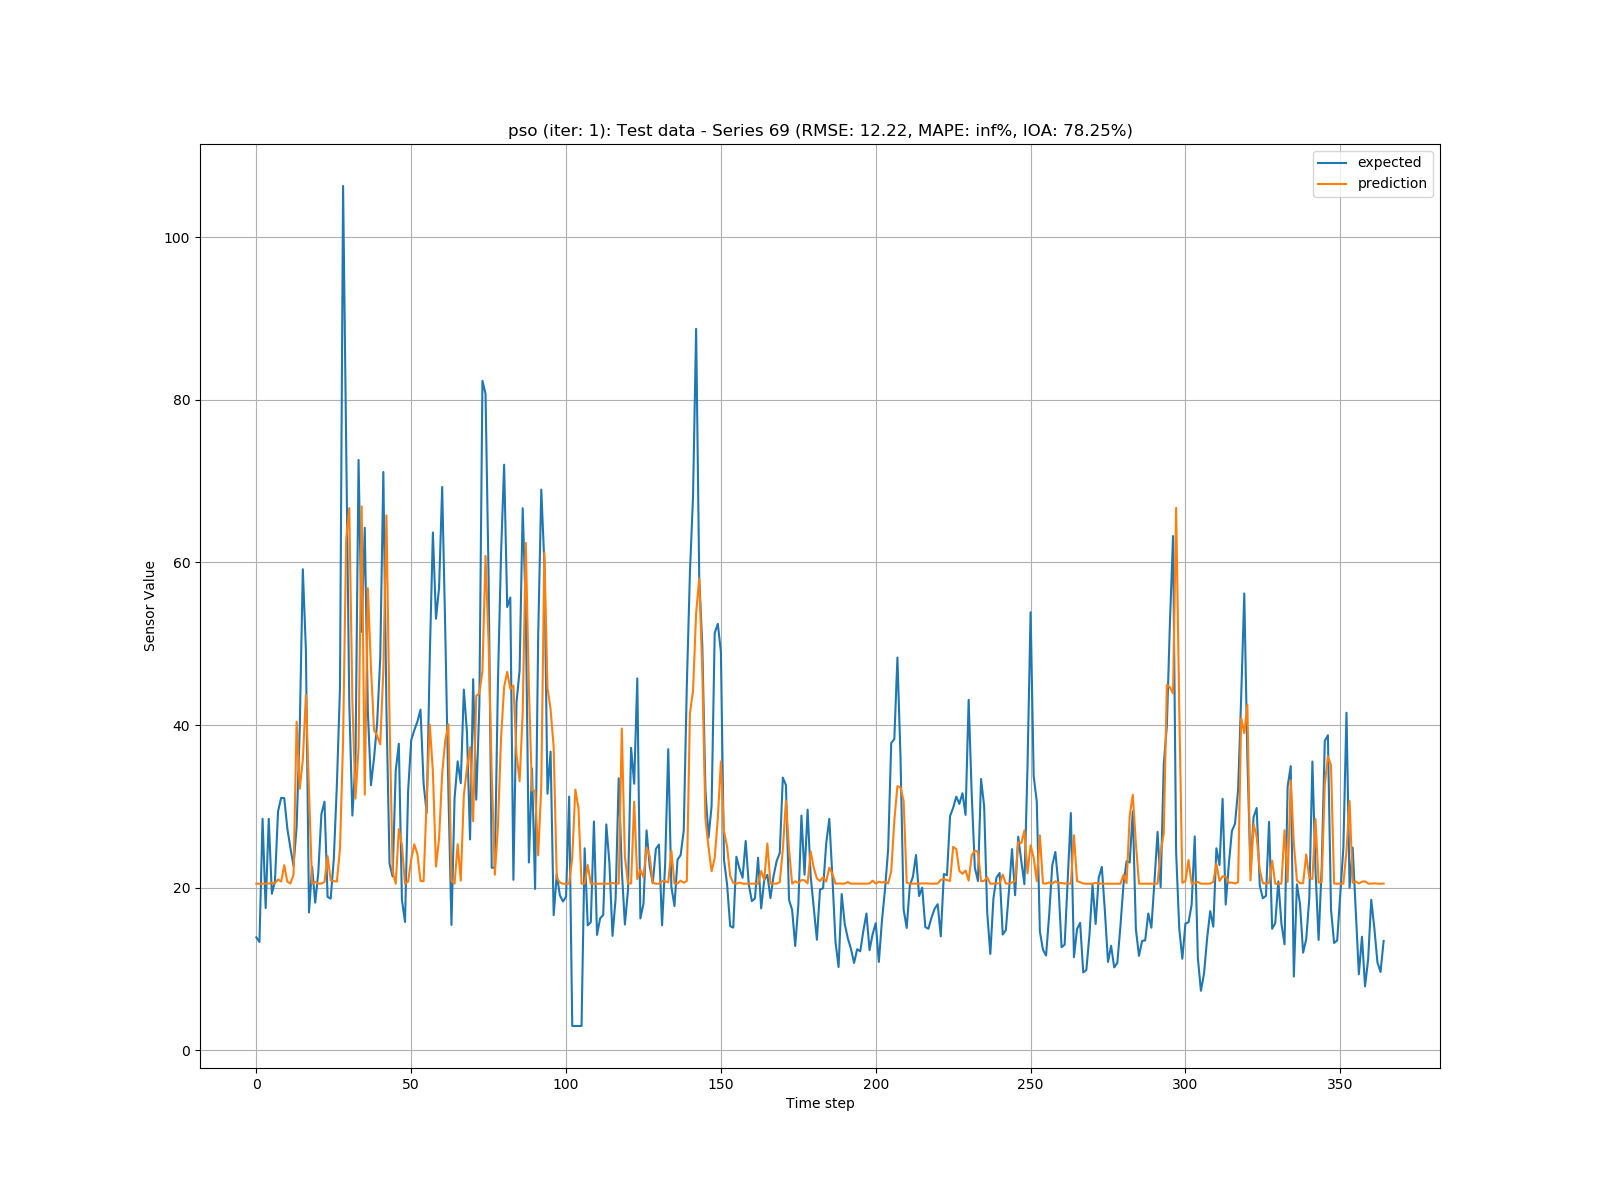 pso (iter: 1): Test data - Series 69 (RMSE: 12.22, MAPE: inf%, IOA: 78.25%)
expected
prediction
100
80
60
40
20
0
Sensor Value
0 50 100 150 200 250 300 350
Time step